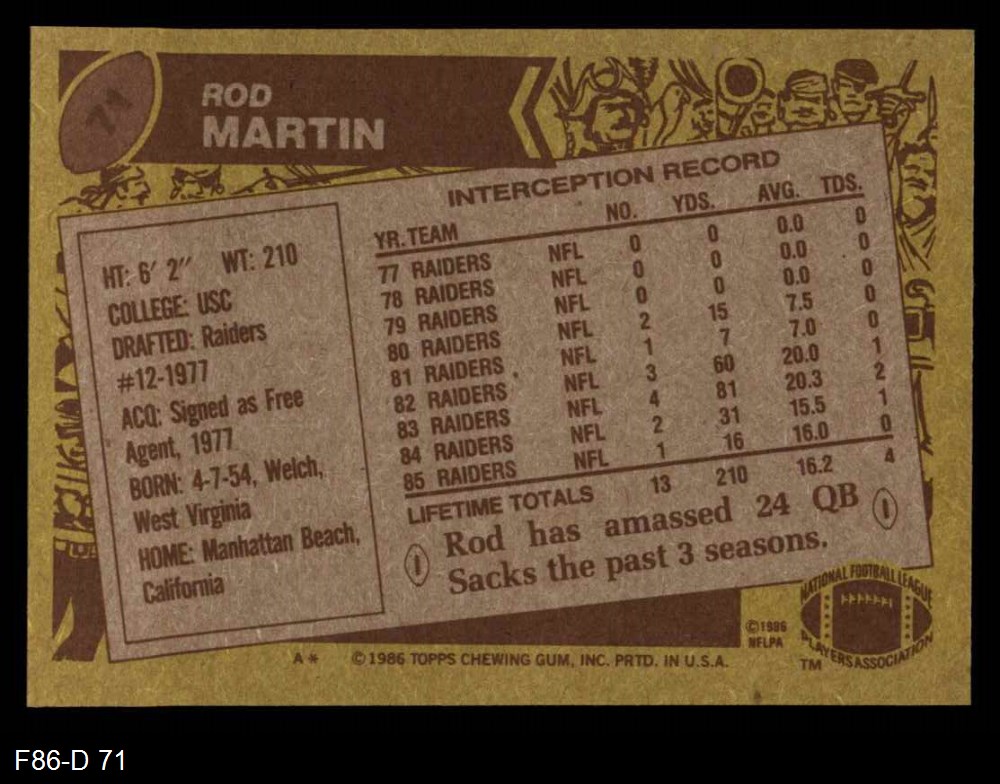 71
ROD
MARTIN
HT: 6' 2" WT: 210
COLLEGE: USC
DRAFTED: Raiders
#12-1977
ACQ: Signed as Free
Agent, 1977
BORN: 4-7-54, Welch,
West Virginia
HOME: Manhattan Beach,
California
INTERCEPTION RECORD
YR. TEAM NO. YDS. AVG. TDS.
77 RAIDERS NFL 0 0 0.0 0
78 RAIDERS NFL 0 0 0.0 0
79 RAIDERS NFL 0 0 0.0 0
80 RAIDERS NFL 2 15 7.5 0
81 RAIDERS NFL 1 7 7.0 0
82 RAIDERS NFL 3 60 20.0 1
83 RAIDERS NFL 4 81 20.3 2
84 RAIDERS NFL 2 31 15.5 1
85 RAIDERS NFL 1 16 16.0 0
LIFETIME TOTALS 13 210 16.2 4
Rod has amassed 24 QB
Sacks the past 3 seasons.
©1986
NFLPA
NATIONAL FOOTBALL LEAGUE
PLAYERS ASSOCIATION
TM
A* ©1986 TOPPS CHEWING GUM, INC. PRTD. IN U.S.A.
F86-D 71